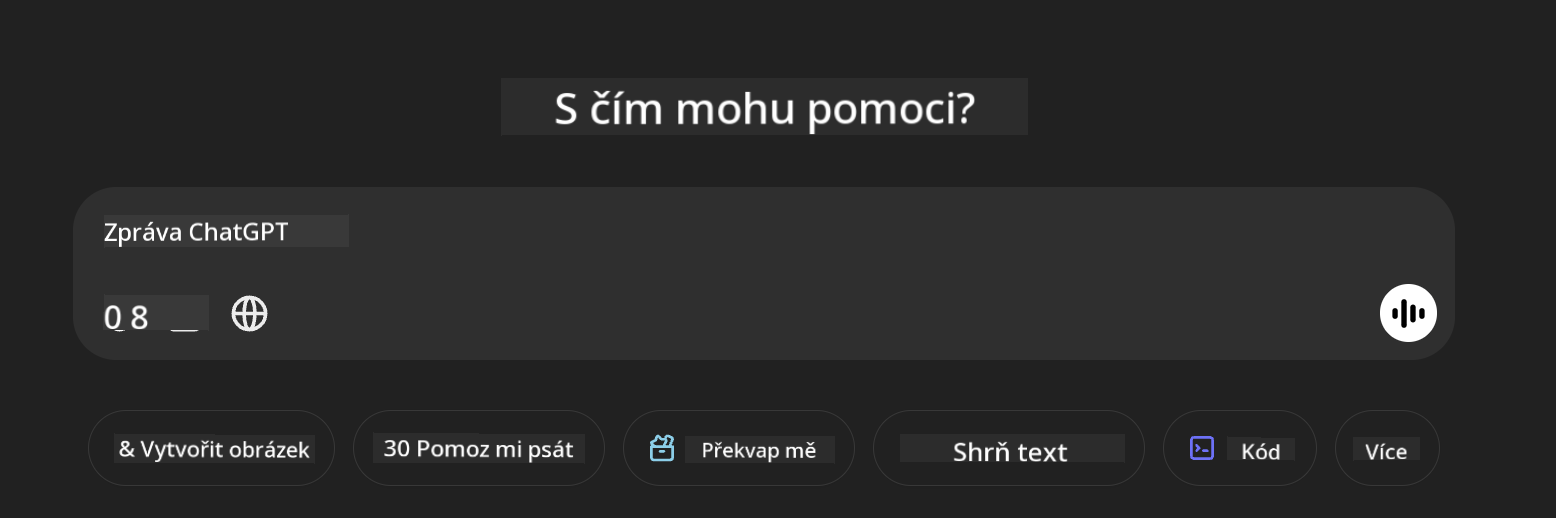 S čím mohu pomoci?
Zpráva ChatGPT
0 8
& Vytvořit obrázek
30 Pomoz mi psát
Překvap mě
Shrň text
Kód
Více